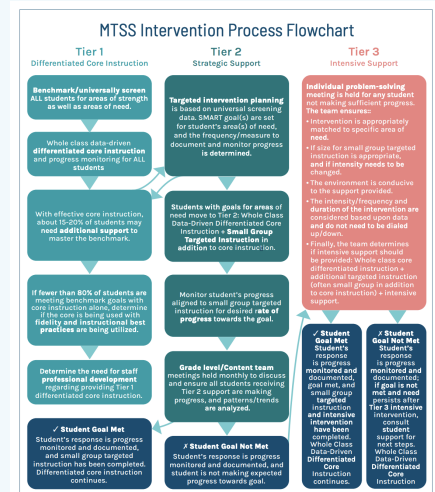 MTSS Intervention Process Flowchart
Tier 1
Differentiated Core Instruction
Benchmark/universally screen
ALL students for areas of strength
as well as areas of need.
Whole class data-driven
differentiated core instruction
and progress monitoring for ALL
students
With effective core instruction,
about 15-20% of students may
need additional support to
master the benchmark.
If fewer than 80% of students are
meeting benchmark goals with
core instruction alone, determine
if the core is being used with
fidelity and instructional best
practices are being utilized.
Determine the need for staff
professional development
regarding providing Tier 1
differentiated core instruction.
✓ Student Goal Met
Student's response is progress
monitored and documented,
and small group targeted
instruction has been completed.
Differentiated core instruction
continues.
Tier 2
Strategic Support
Targeted intervention planning
is based on universal screening
data. SMART goal(s) are set
for student's area(s) of need,
and the frequency/measure to
document and monitor progress
is determined.
Students with goals for areas of
need move to Tier 2: Whole Class
Data-Driven Differentiated Core
Instruction + Small Group
Targeted Instruction in
addition to core instruction.
Monitor student's progress
aligned to small group targeted
instruction for desired rate of
progress towards the goal.
Grade level/Content team
meetings held monthly to discuss
and ensure all students receiving
Tier 2 support are making
progress, and patterns/trends
are analyzed.
✗ Student Goal Not Met
Student's response is progress
monitored and documented, and
student is not making expected
progress towards goal.
Tier 3
Intensive Support
Individual problem-solving
meeting is held for any student
not making sufficient progress.
The team ensures:
• Intervention is appropriately
matched to specific area of
need.
• If size for small group targeted
instruction is appropriate,
and if intensity needs to be
changed.
• The environment is conducive
to the support provided.
• The intensity/frequency and
duration of the intervention are
considered based upon data
and do not need to be dialed
up/down.
• Finally, the team determines
if intensive support should
be provided: Whole class core
differentiated instruction +
additional targeted instruction
(often small group in addition
to core instruction) + intensive
support.
✓ Student
Goal Met
Student's
response
is progress
monitored and
documented,
goal met, and
small group
targeted
instruction
and intensive
intervention
have been
completed.
Whole Class
Data-Driven
Differentiated
Core
Instruction
continues.
✗ Student
Goal Not Met
Student's
response
is progress
monitored and
documented;
if goal is not
met and need
persists after
Tier 3 intensive
intervention,
consult
student
support for
next steps.
Whole Class
Data-Driven
Differentiated
Core
Instruction